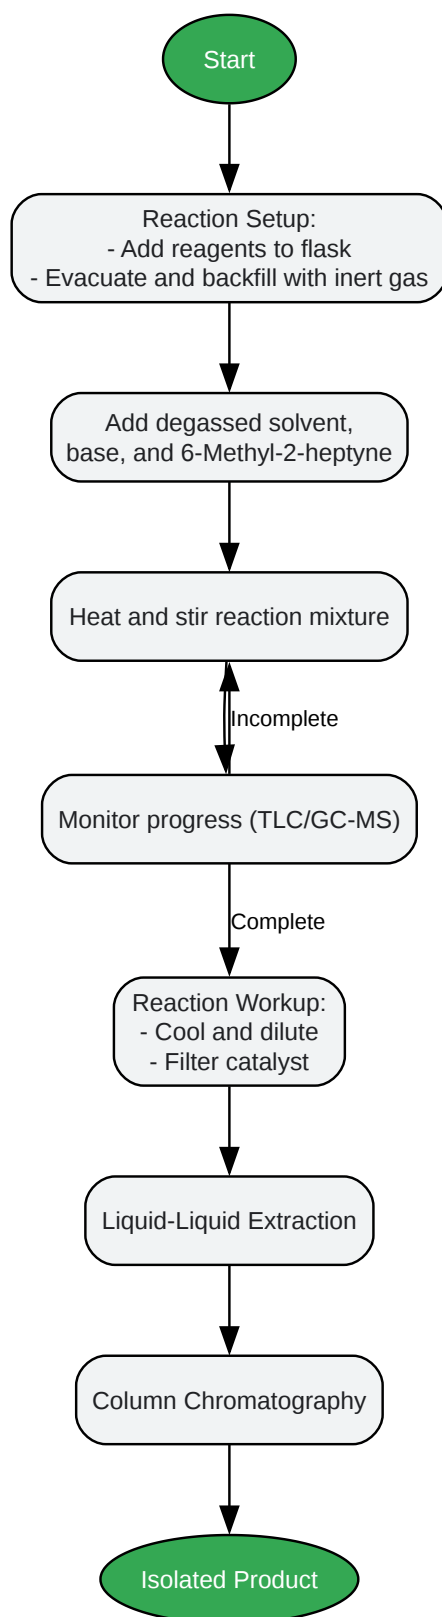 Start
Reaction Setup:
- Add reagents to flask
- Evacuate and backfill with inert gas
Add degassed solvent,
base, and 6-Methyl-2-heptyne
Heat and stir reaction mixture
Incomplete
Monitor progress (TLC/GC-MS)
Complete
Reaction Workup:
- Cool and dilute
- Filter catalyst
Liquid-Liquid Extraction
Column Chromatography
Isolated Product